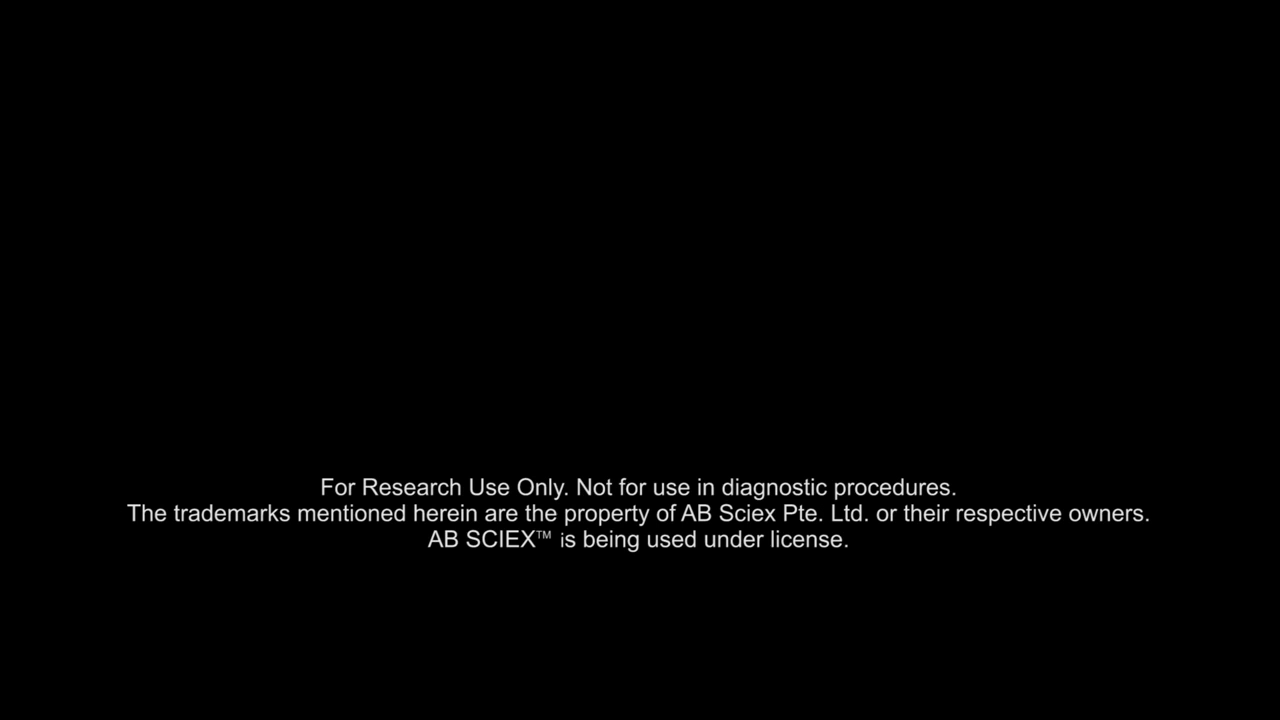 For Research Use Only. Not for use in diagnostic procedures.
The trademarks mentioned herein are the property of AB Sciex Pte. Ltd. or their respective owners.
AB SCIEX™ is being used under license.